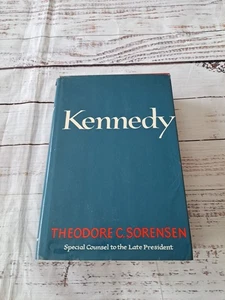 Kennedy
THEODORE C. SORENSEN
Special Counsel to the Late President